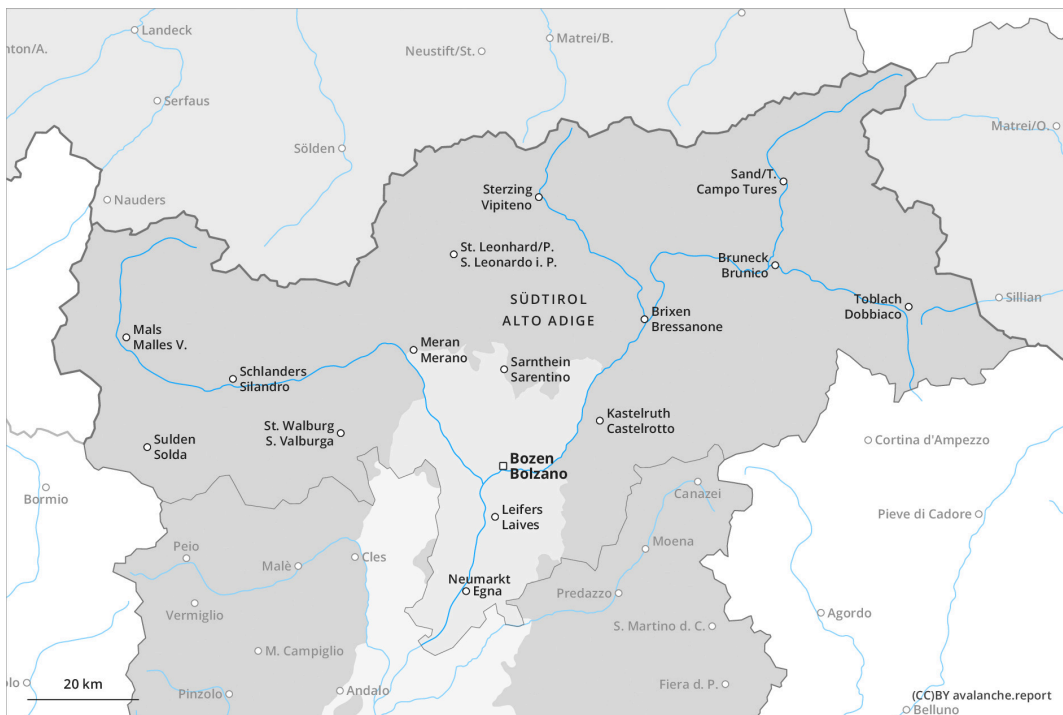 Landeck
nton/A.
Neustift/St.
Matrei/B.
Serfaus
Matrei/O.
Sölden
Nauders
Sand/T.
Campo Tures
Sterzing
Vipiteno
St. Leonhard/P.
S. Leonardo i. P.
Bruneck
Brunico
SÜDTIROL
ALTO ADIGE
Toblach
Dobbiaco
Sillian
Brixen
Bressanone
Mals
Malles V.
Meran
Merano
Sarnthein
Sarentino
Schlanders
Silandro
Kastelruth
Castelrotto
St. Walburg
S. Valburga
Sulden
Solda
Cortina d'Ampezzo
Bozen
Bolzano
Bormio
Canazei
Leifers
Laives
Pieve di Cadore
Peio
Malè
Cles
Moena
Neumarkt
Egna
Predazzo
Vermiglio
Agordo
S. Martino d. C.
M. Campiglio
olo
20 km
Pinzolo
Andalo
Fiera d. P.
(CC)BY avalanche.report
Belluno